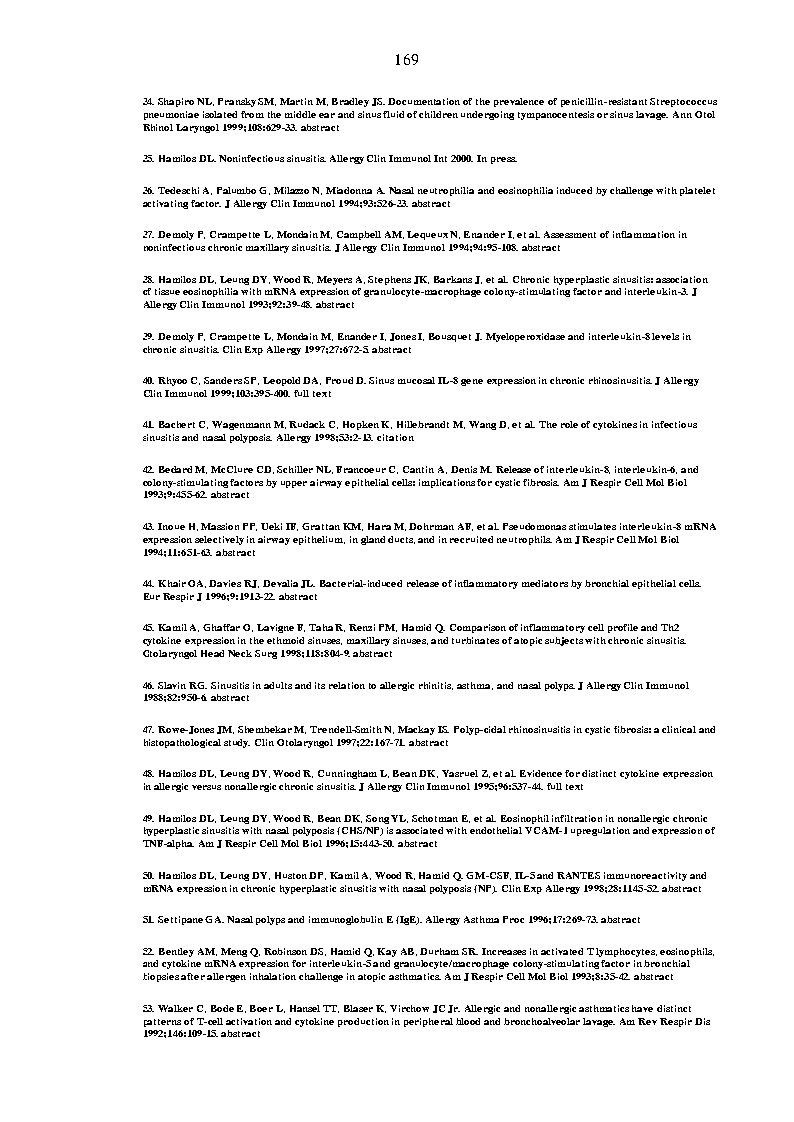 169
34. Shapiro NL, Pransky SM, Martin M, Bradley JS. Documentation of the prevalence of penicillin-resistant Streptococcus
pneumoniae isolated from the middle ear and sinus fluid of children undergoing tympanocentesis or sinus lavage. Ann Otol
Rhinol Laryngol 1999;108:629-33. abstract
35. Hamilos DL. Noninfectious sinusitis. Allergy Clin Immunol Int 2000. In press.
36. Tedeschi A, Palumbo G, Milazzo N, Miadonna A. Nasal neutrophilia and eosinophilia induced by challenge with platelet
activating factor. J Allergy Clin Immunol 1994;93:526-33. abstract
37. Demoly P, Crampette L, Mondain M, Campbell AM, Lequeux N, Enander I, et al. Assessment of inflammation in
noninfectious chronic maxillary sinusitis. J Allergy Clin Immunol 1994;94:95-108. abstract
38. Hamilos DL, Leung DY, Wood R, Meyers A, Stephens JK, Barkans J, et al. Chronic hyperplastic sinusitis: association
of tissue eosinophilia with mRNA expression of granulocyte-macrophage colony-stimulating factor and interleukin-3. J
Allergy Clin Immunol 1993;92:39-48. abstract
39. Demoly P, Crampette L, Mondain M, Enander I, Jones I, Bousquet J. Myeloperoxidase and interleukin-8 levels in
chronic sinusitis. Clin Exp Allergy 1997;27:672-5. abstract
40. Rhyoo C, Sanders SP, Leopold DA, Proud D. Sinus mucosal IL-8 gene expression in chronic rhinosinusitis. J Allergy
Clin Immunol 1999;103:395-400. full text
41. Bachert C, Wagenmann M, Rudack C, Hopken K, Hillebrandt M, Wang D, et al. The role of cytokines in infectious
sinusitis and nasal polyposis. Allergy 1998;53:2-13. citation
42. Bedard M, McClure CD, Schiller NL, Francoeur C, Cantin A, Denis M. Release of interleukin-8, interleukin-6, and
colony-stimulating factors by upper airway epithelial cells: implications for cystic fibrosis. Am J Respir Cell Mol Biol
1993;9:455-62. abstract
43. Inoue H, Massion PP, Ueki IF, Grattan KM, Hara M, Dohrman AF, et al. Pseudomonas stimulates interleukin-8 mRNA
expression selectively in airway epithelium, in gland ducts, and in recruited neutrophils. Am J Respir Cell Mol Biol
1994;11:651-63. abstract
44. Khair OA, Davies RJ, Devalia JL. Bacterial-induced release of inflammatory mediators by bronchial epithelial cells.
Eur Respir J 1996;9:1913-22. abstract
45. Kamil A, Ghaffar O, Lavigne F, Taha R, Renzi PM, Hamid Q. Comparison of inflammatory cell profile and Th2
cytokine expression in the ethmoid sinuses, maxillary sinuses, and turbinates of atopic subjects with chronic sinusitis.
Otolaryngol Head Neck Surg 1998;118:804-9. abstract
46. Slavin RG. Sinusitis in adults and its relation to allergic rhinitis, asthma, and nasal polyps. J Allergy Clin Immunol
1988;82:950-6. abstract
47. Rowe-Jones JM, Shembekar M, Trendell-Smith N, Mackay IS. Polyp-oidal rhinosinusitis in cystic fibrosis: a clinical and
histopathological study. Clin Otolaryngol 1997;22:167-71. abstract
48. Hamilos DL, Leung DY, Wood R, Cunningham L, Bean DK, Yasruel Z, et al. Evidence for distinct cytokine expression
in allergic versus nonallergic chronic sinusitis. J Allergy Clin Immunol 1995;96:537-44. full text
49. Hamilos DL, Leung DY, Wood R, Bean DK, Song YL, Schotman E, et al. Eosinophil infiltration in nonallergic chronic
hyperplastic sinusitis with nasal polyposis (CHS/NP) is associated with endothelial VCAM-1 upregulation and expression of
TNF-alpha. Am J Respir Cell Mol Biol 1996;15:443-50. abstract
50. Hamilos DL, Leung DY, Huston DP, Kamil A, Wood R, Hamid Q. GM-CSF, IL-5 and RANTES immunoreactivity and
mRNA expression in chronic hyperplastic sinusitis with nasal polyposis (NP). Clin Exp Allergy 1998;28:1145-52. abstract
51. Settipane GA. Nasal polyps and immunoglobulin E (IgE). Allergy Asthma Proc 1996;17:269-73. abstract
52. Bentley AM, Meng Q, Robinson DS, Hamid Q, Kay AB, Durham SR. Increases in activated T lymphocytes, eosinophils,
and cytokine mRNA expression for interleukin-5 and granulocyte/macrophage colony-stimulating factor in bronchial
biopsies after allergen inhalation challenge in atopic asthmatics. Am J Respir Cell Mol Biol 1993;8:35-42. abstract
53. Walker C, Bode E, Boer L, Hansel TT, Blaser K, Virchow JC Jr. Allergic and nonallergic asthmatics have distinct
patterns of T-cell activation and cytokine production in peripheral blood and bronchoalveolar lavage. Am Rev Respir Dis
1992;146:109-15. abstract